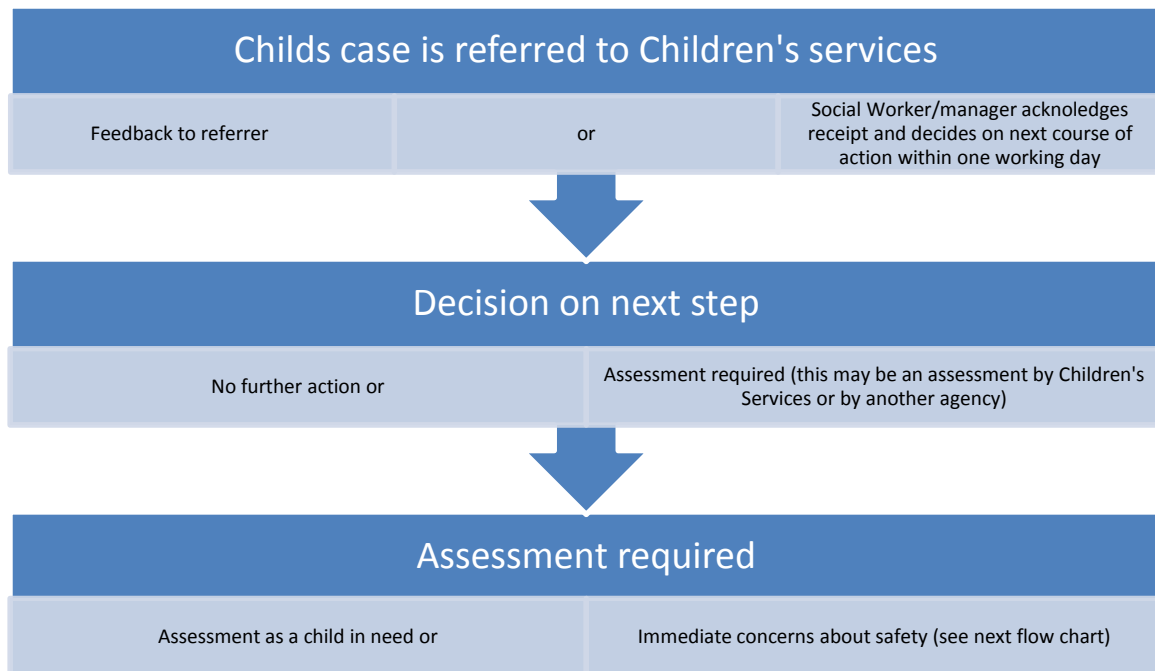 Childs case is referred to Children's services
Feedback to referrer
or
Social Worker/manager acknoledges
receipt and decides on next course of
action within one working day
Decision on next step
No further action or
Assessment required (this may be an assessment by Children's
Services or by another agency)
Assessment required
Assessment as a child in need or
Immediate concerns about safety (see next flow chart)